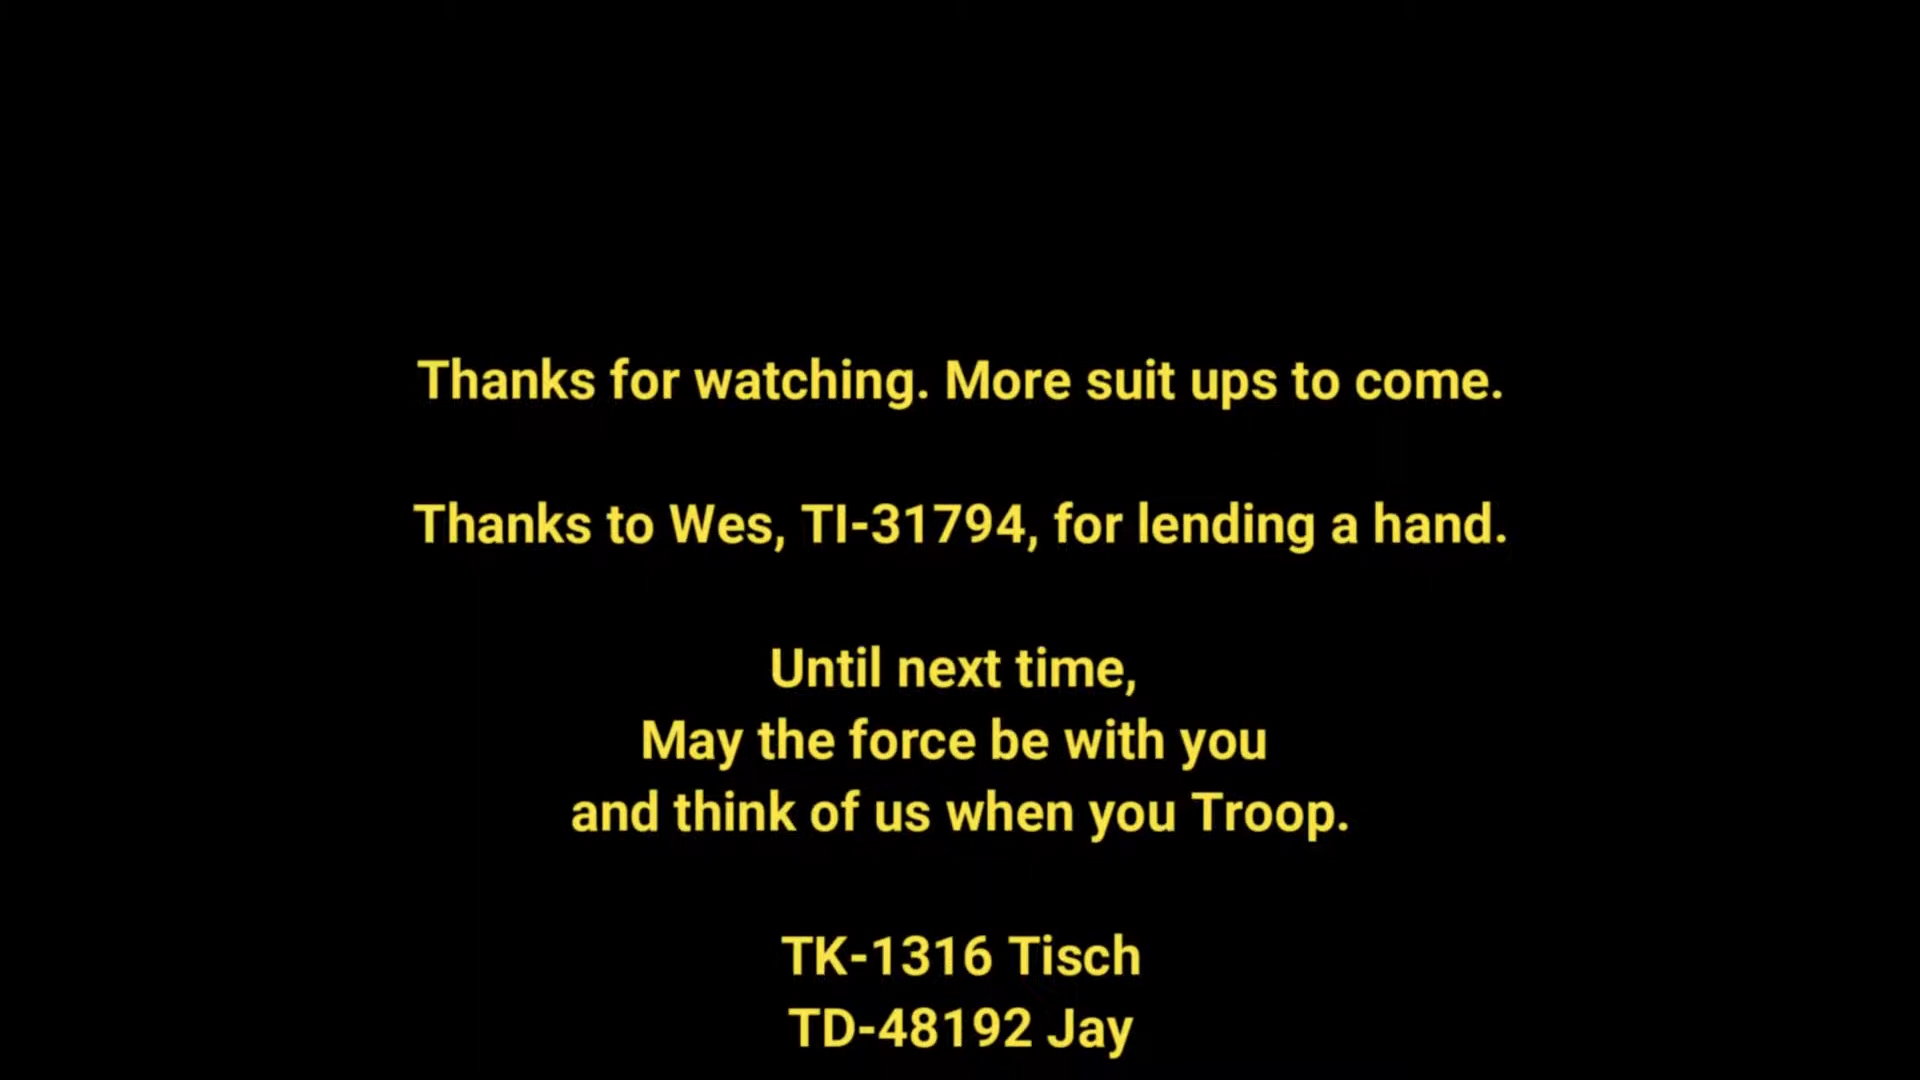 Thanks for watching. More suit ups to come.
Thanks to Wes, TI-31794, for lending a hand.
Until next time,
May the force be with you
and think of us when you Troop.
TK-1316 Tisch
TD-48192 Jay